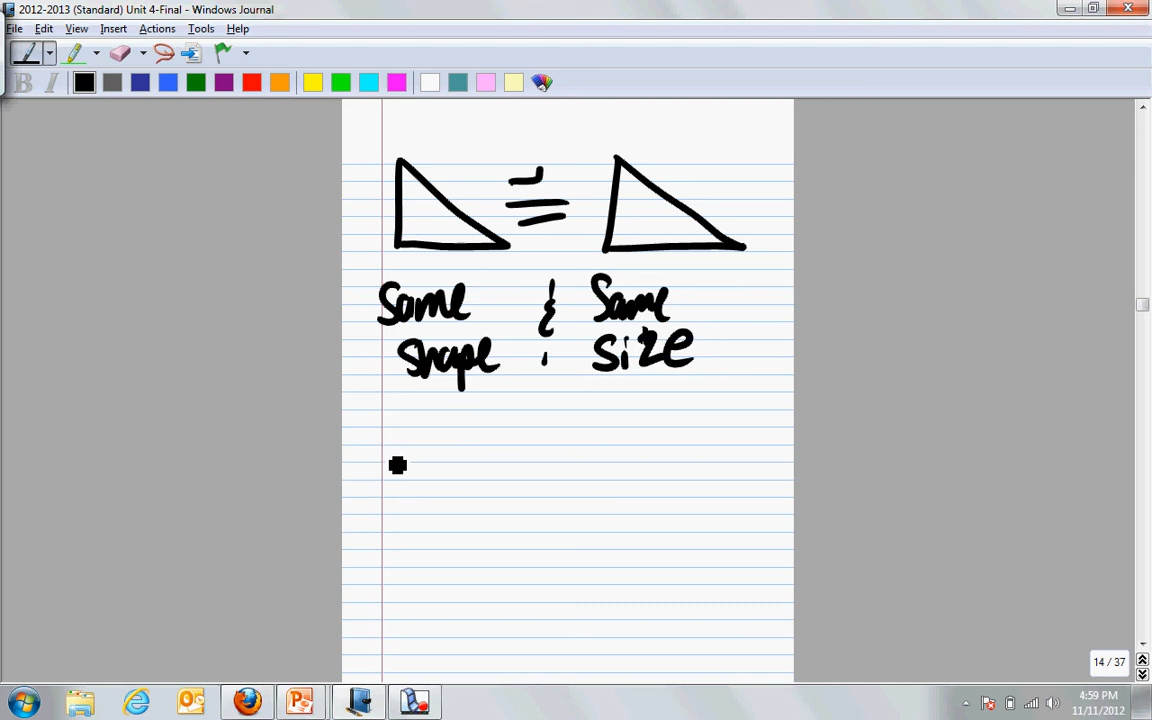 2012-2013 (Standard) Unit 4-Final - Windows Journal
File Edit View Insert Actions Tools Help
B I
≅
Same & Same
shape size
14 / 37
4:59 PM
11/11/2012